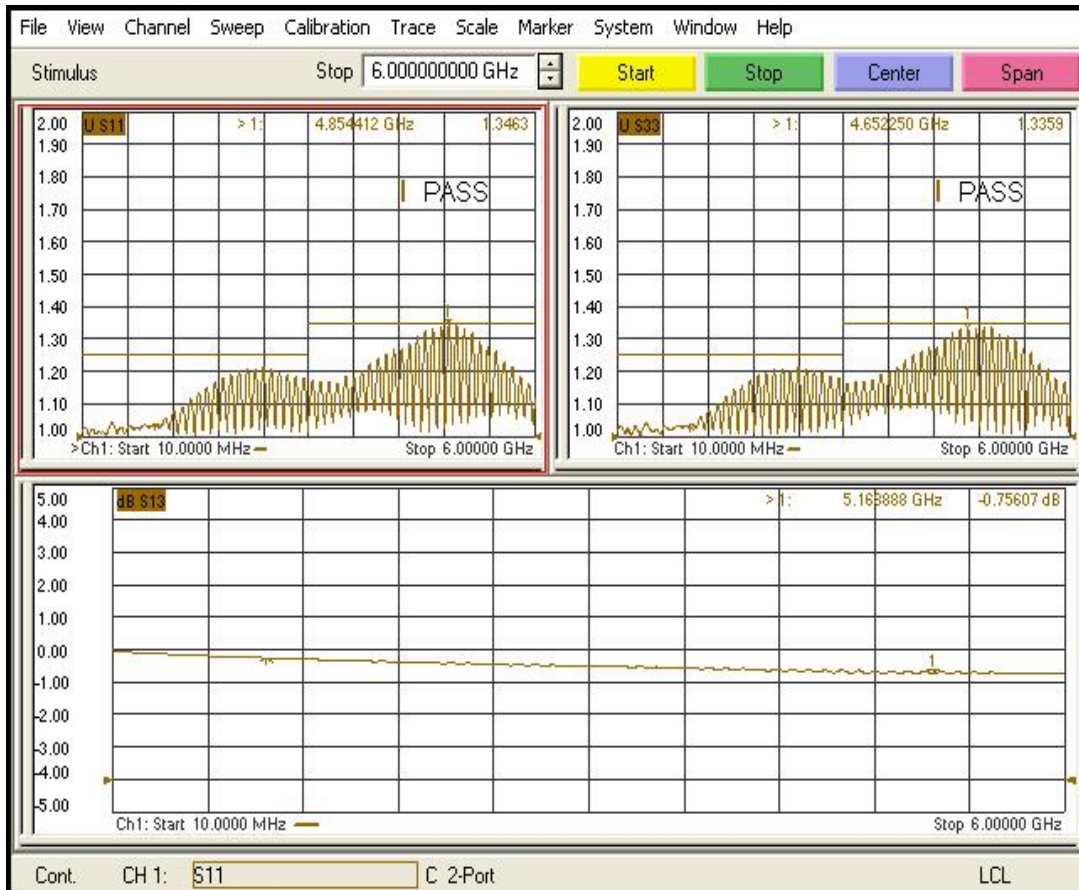 File View Channel Sweep Calibration Trace Scale Marker System Window Help
Stimulus Stop 6.000000000 GHz Start Stop Center Span
2.00 U S11 > 1: 4.854412 GHz 1.3463
1.90
1.80 PASS
1.70
1.60
1.50
1.40
1
1.30
1.20
1.10
1.00
>Ch1: Start 10.0000 MHz Stop 6.00000 GHz
2.00 U S33 > 1: 4.652250 GHz 1.3359
1.90
1.80 PASS
1.70
1.60
1.50
1.40
1
1.30
1.20
1.10
1.00
Ch1: Start 10.0000 MHz Stop 6.00000 GHz
5.00 dB S13 > 1: 5.168888 GHz -0.75607 dB
4.00
3.00
2.00
1.00
0.00
1
-1.00
-2.00
-3.00
-4.00
-5.00
Ch1: Start 10.0000 MHz Stop 6.00000 GHz
Cont. CH 1: S11 C 2-Port LCL